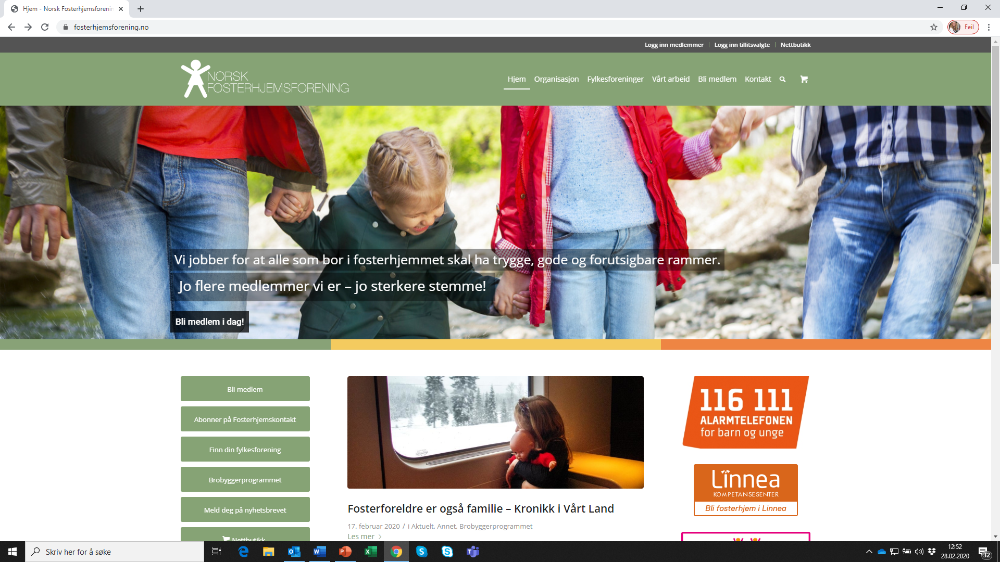 Hjem - Norsk Fosterhjemsforenin
fosterhjemsforening.no
Feil
Logg inn medlemmer
Logg inn tillitsvalgte
Nettbutikk
NORSK
FOSTERHJEMSFORENING
Hjem
Organisasjon
Fylkesforeninger
Vårt arbeid
Bli medlem
Kontakt
Vi jobber for at alle som bor i fosterhjemmet skal ha trygge, gode og forutsigbare rammer.
Jo flere medlemmer vi er – jo sterkere stemme!
Bli medlem i dag!
Bli medlem
Abonner på Fosterhjemskontakt
Finn din fylkesforening
Brobyggerprogrammet
Meld deg på nyhetsbrevet
Nettbutikk
Fosterforeldre er også familie – Kronikk i Vårt Land
17. februar 2020 / i Aktuelt, Annet, Brobyggerprogrammet
Les mer
116 111
ALARMTELEFONEN
for barn og unge
Linnea
KOMPETANSESENTER
Bli fosterhjem i Linnea
Skriv her for å søke
12:52
28.02.2020
32